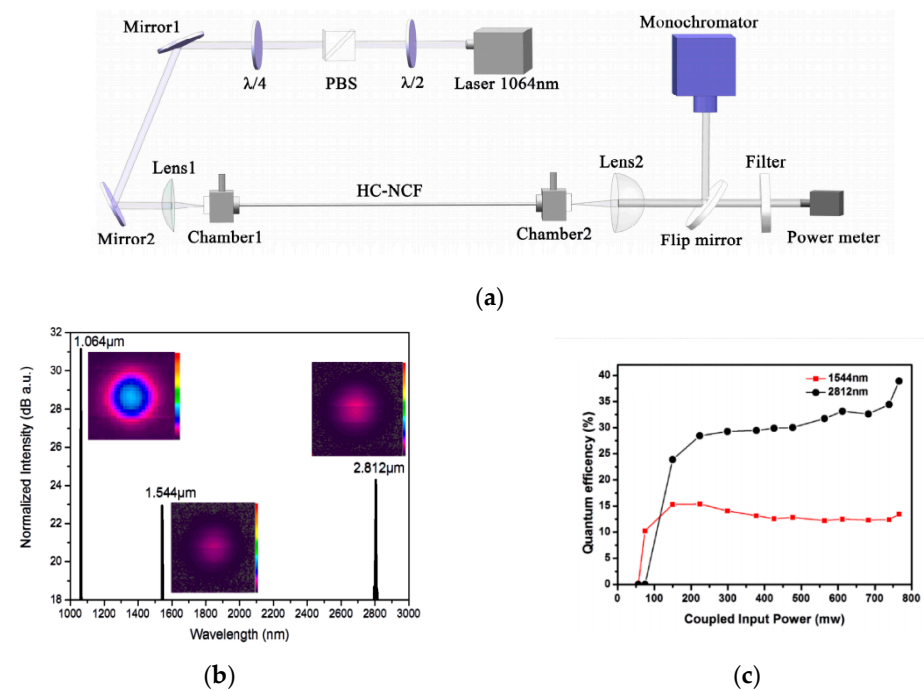 Mirror1
λ/4
PBS
λ/2
Laser 1064nm
Monochromator
Mirror2
Lens1
Chamber1
HC-NCF
Chamber2
Lens2
Flip mirror
Filter
Power meter
(a)
Normalized Intensity (dB a.u.)
32
30
28
26
24
22
20
18
1.064μm
1.544μm
2.812μm
1000 1200 1400 1600 1800 2000 2200 2400 2600 2800 3000
Wavelength (nm)
(b)
Quantum efficency (%)
40
35
30
25
20
15
10
5
0
1544nm
2812nm
0 100 200 300 400 500 600 700 800
Coupled Input Power (mw)
(c)